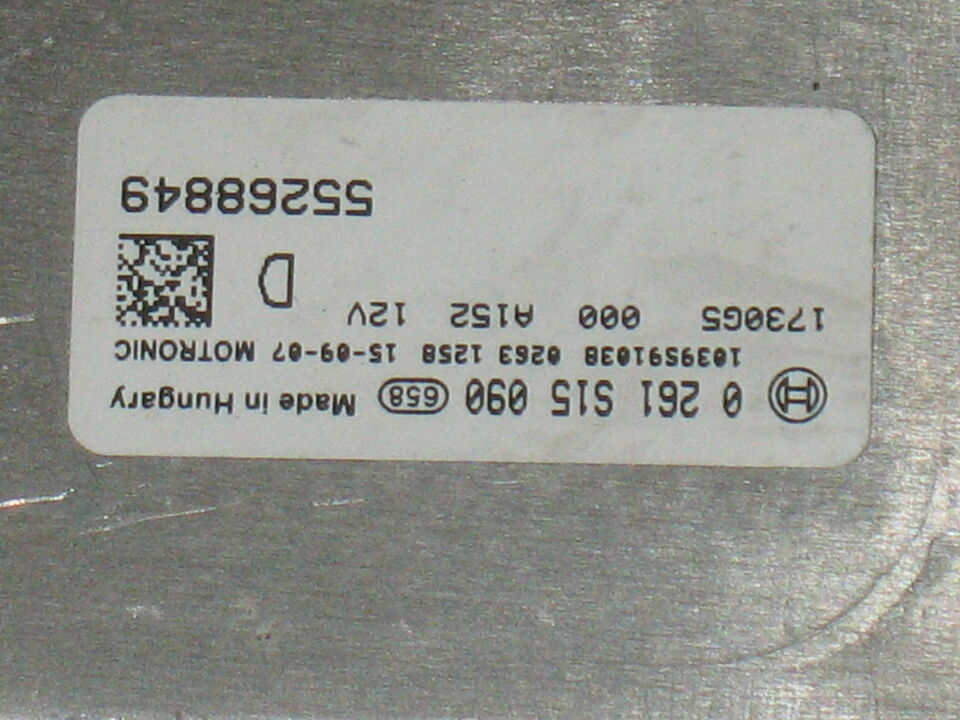 0 261 S15 090 658 Made in Hungary
1039S91038 0263 1258 15-09-07 MOTRONIC
1730G5 000 A152 12V
D
55268849